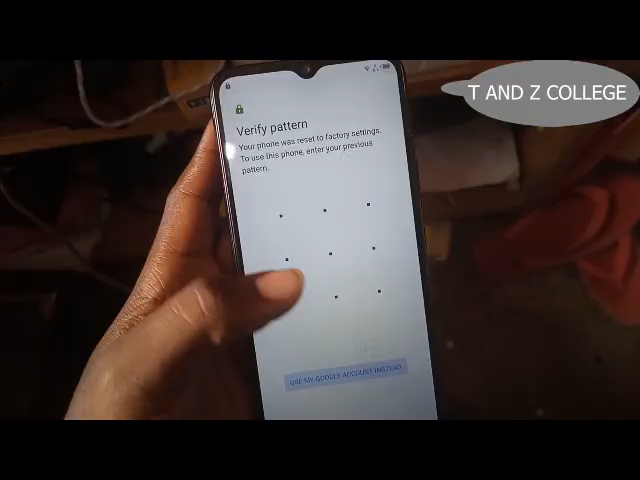 T AND Z COLLEGE
Verify pattern
Your phone was reset to factory settings.
To use this phone, enter your previous
pattern.
USE MY GOOGLE ACCOUNT INSTEAD